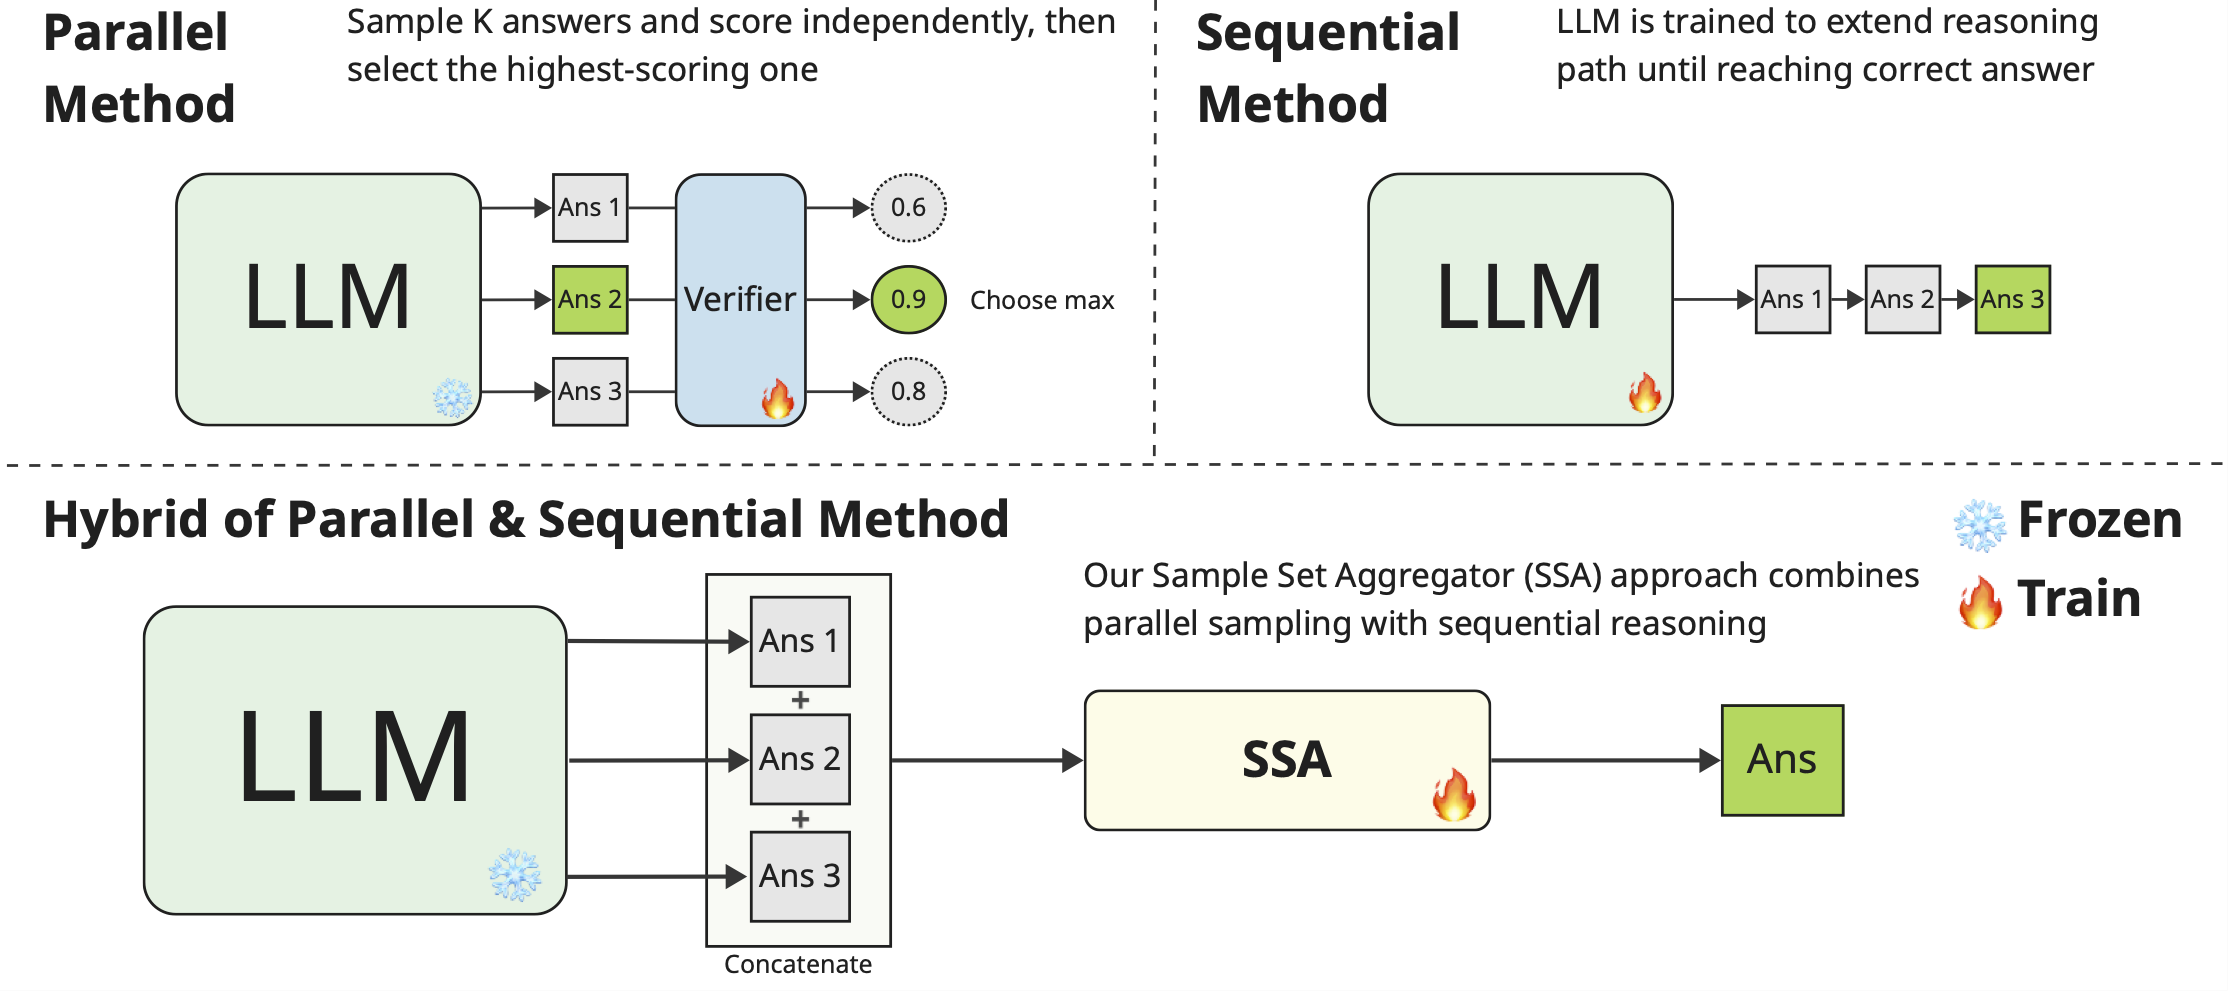 Parallel
Method
Sample K answers and score independently, then
select the highest-scoring one
LLM
Ans 1
Ans 2
Ans 3
Verifier
0.6
0.9
0.8
Choose max
Sequential
Method
LLM is trained to extend reasoning
path until reaching correct answer
LLM
Ans 1
Ans 2
Ans 3
Hybrid of Parallel & Sequential Method
Frozen
Train
Our Sample Set Aggregator (SSA) approach combines
parallel sampling with sequential reasoning
LLM
Ans 1
+
Ans 2
+
Ans 3
Concatenate
SSA
Ans